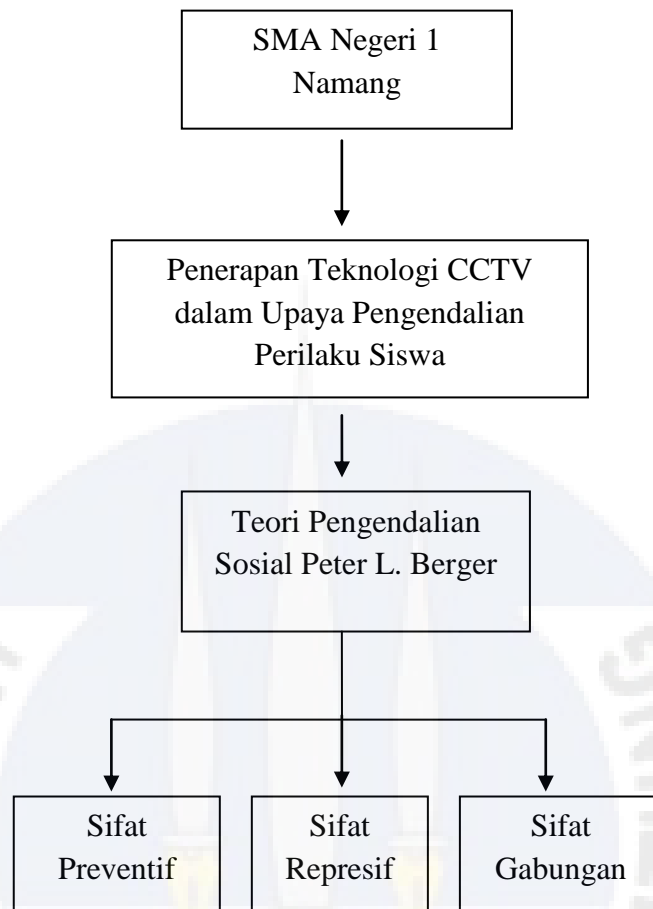 SMA Negeri 1
Namang
Penerapan Teknologi CCTV
dalam Upaya Pengendalian
Perilaku Siswa
Teori Pengendalian
Sosial Peter L. Berger
Sifat
Preventif
Sifat
Represif
Sifat
Gabungan